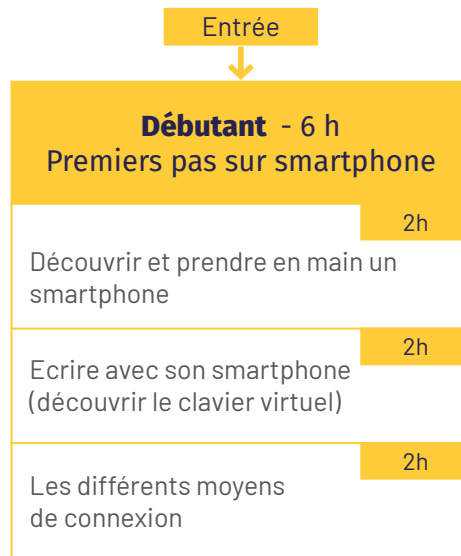 Entrée
Débutant - 6 h
Premiers pas sur smartphone
2h
Découvrir et prendre en main un
smartphone
2h
Ecrire avec son smartphone
(découvrir le clavier virtuel)
2h
Les différents moyens
de connexion